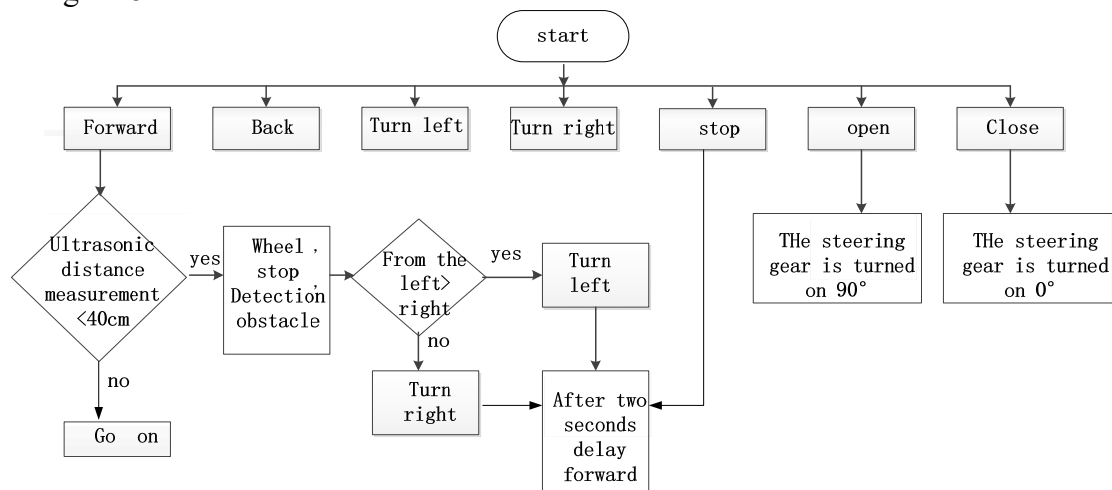 start
Forward
Back
Turn left
Turn right
stop
open
Close
Ultrasonic
distance
measurement
<40cm
yes
Wheel ,
stop
Detection,
obstacle
From the
left>
right
yes
Turn
left
THe steering
gear is turned
on 90°
THe steering
gear is turned
on 0°
no
no
Turn
right
After two
seconds
delay
forward
Go on